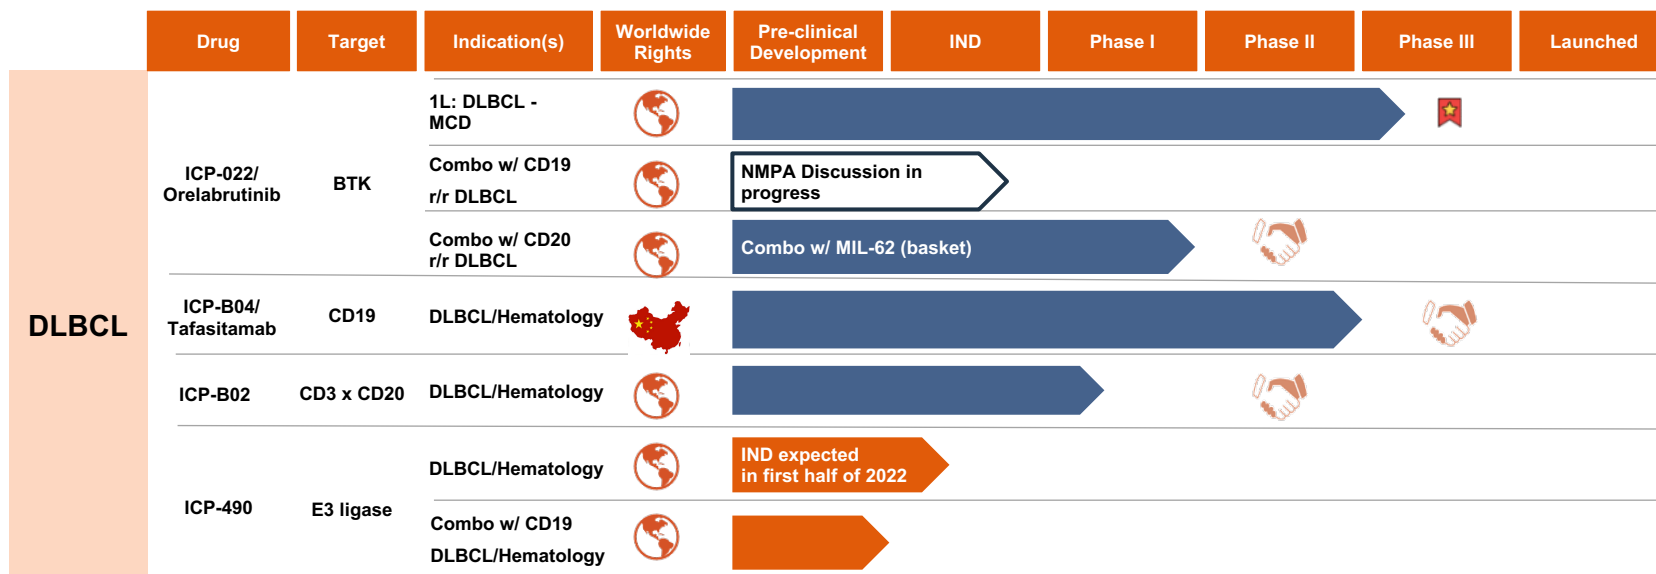 Drug
Target
Indication(s)
Worldwide
Rights
Pre-clinical
Development
IND
Phase I
Phase II
Phase III
Launched
DLBCL
ICP-022/
Orelabrutinib
BTK
1L: DLBCL -
MCD
Combo w/ CD19
r/r DLBCL
NMPA Discussion in
progress
Combo w/ CD20
r/r DLBCL
Combo w/ MIL-62 (basket)
ICP-B04/
Tafasitamab
CD19
DLBCL/Hematology
ICP-B02
CD3 x CD20
DLBCL/Hematology
ICP-490
E3 ligase
DLBCL/Hematology
IND expected
in first half of 2022
Combo w/ CD19
DLBCL/Hematology